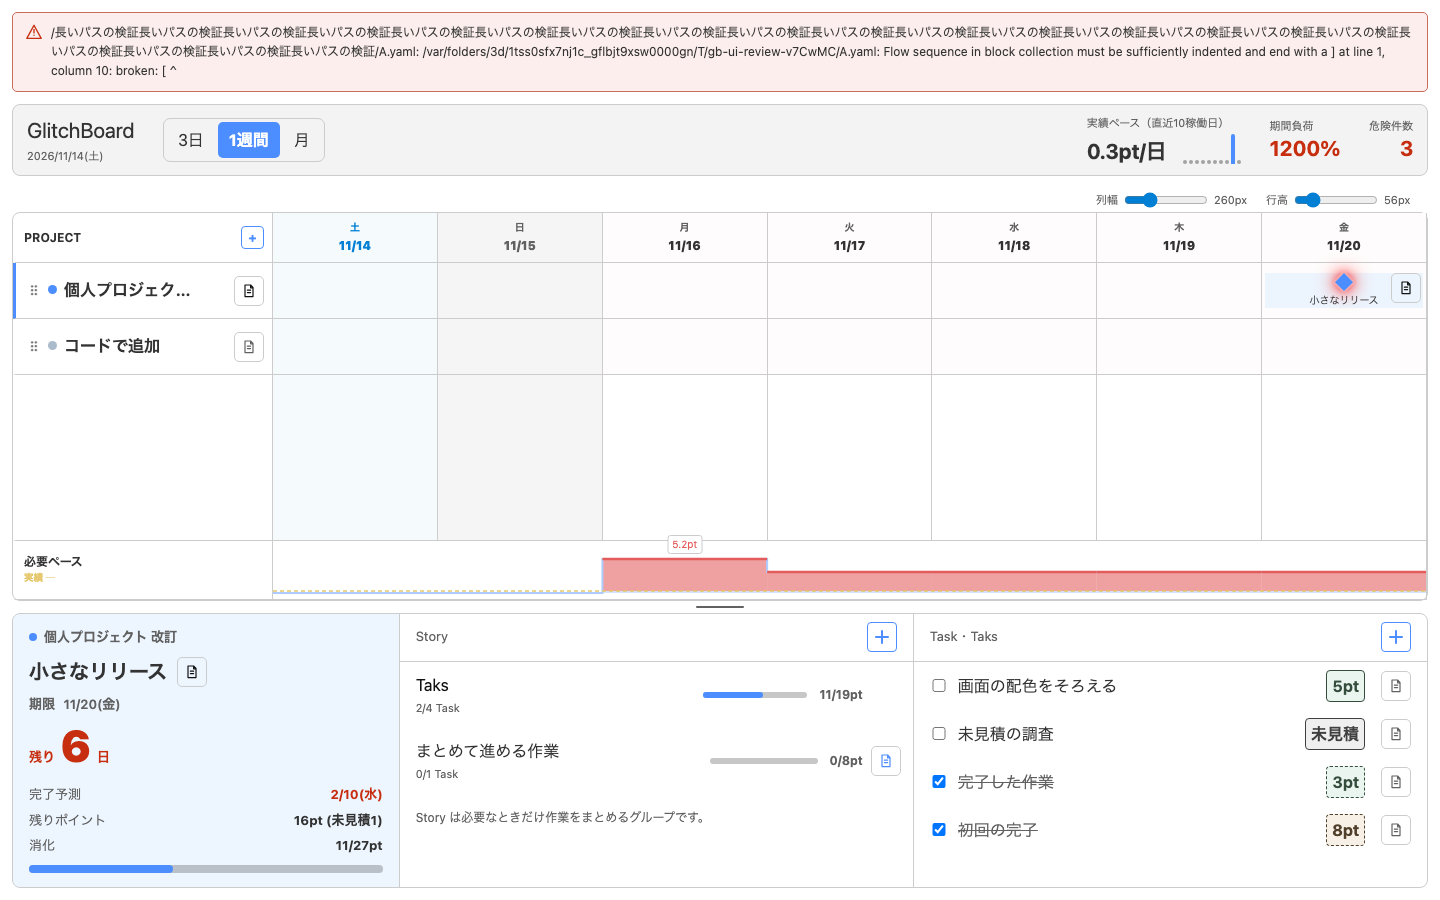 /長いパスの検証長いパスの検証長いパスの検証長いパスの検証長いパスの検証長いパスの検証長いパスの検証長いパスの検証長いパスの検証長いパスの検証長いパスの検証長いパスの検証長いパスの検証長いパスの検証長いパスの検証長いパスの検証長
いパスの検証長いパスの検証長いパスの検証長いパスの検証/A.yaml: /var/folders/3d/1tss0sfx7nj1c_gflbjt9xsw0000gn/T/gb-ui-review-v7CwMC/A.yaml: Flow sequence in block collection must be sufficiently indented and end with a ] at line 1,
column 10: broken: [ ^
GlitchBoard
2026/11/14(土)
3日 1週間 月
実績ペース（直近10稼働日）
0.3pt/日
期間負荷
1200%
危険件数
3
列幅 260px 行高 56px
PROJECT +
土 日 月 火 水 木 金
11/14 11/15 11/16 11/17 11/18 11/19 11/20
個人プロジェク...
小さなリリース
コードで追加
必要ペース
実績
5.2pt
個人プロジェクト 改訂
小さなリリース
期限 11/20(金)
残り 6 日
完了予測 2/10(水)
残りポイント 16pt (未見積1)
消化 11/27pt
Story
Taks
2/4 Task
11/19pt
まとめて進める作業
0/1 Task
0/8pt
Story は必要なときだけ作業をまとめるグループです。
Task・Taks
画面の配色をそろえる 5pt
未見積の調査 未見積
完了した作業 3pt
初回の完了 8pt